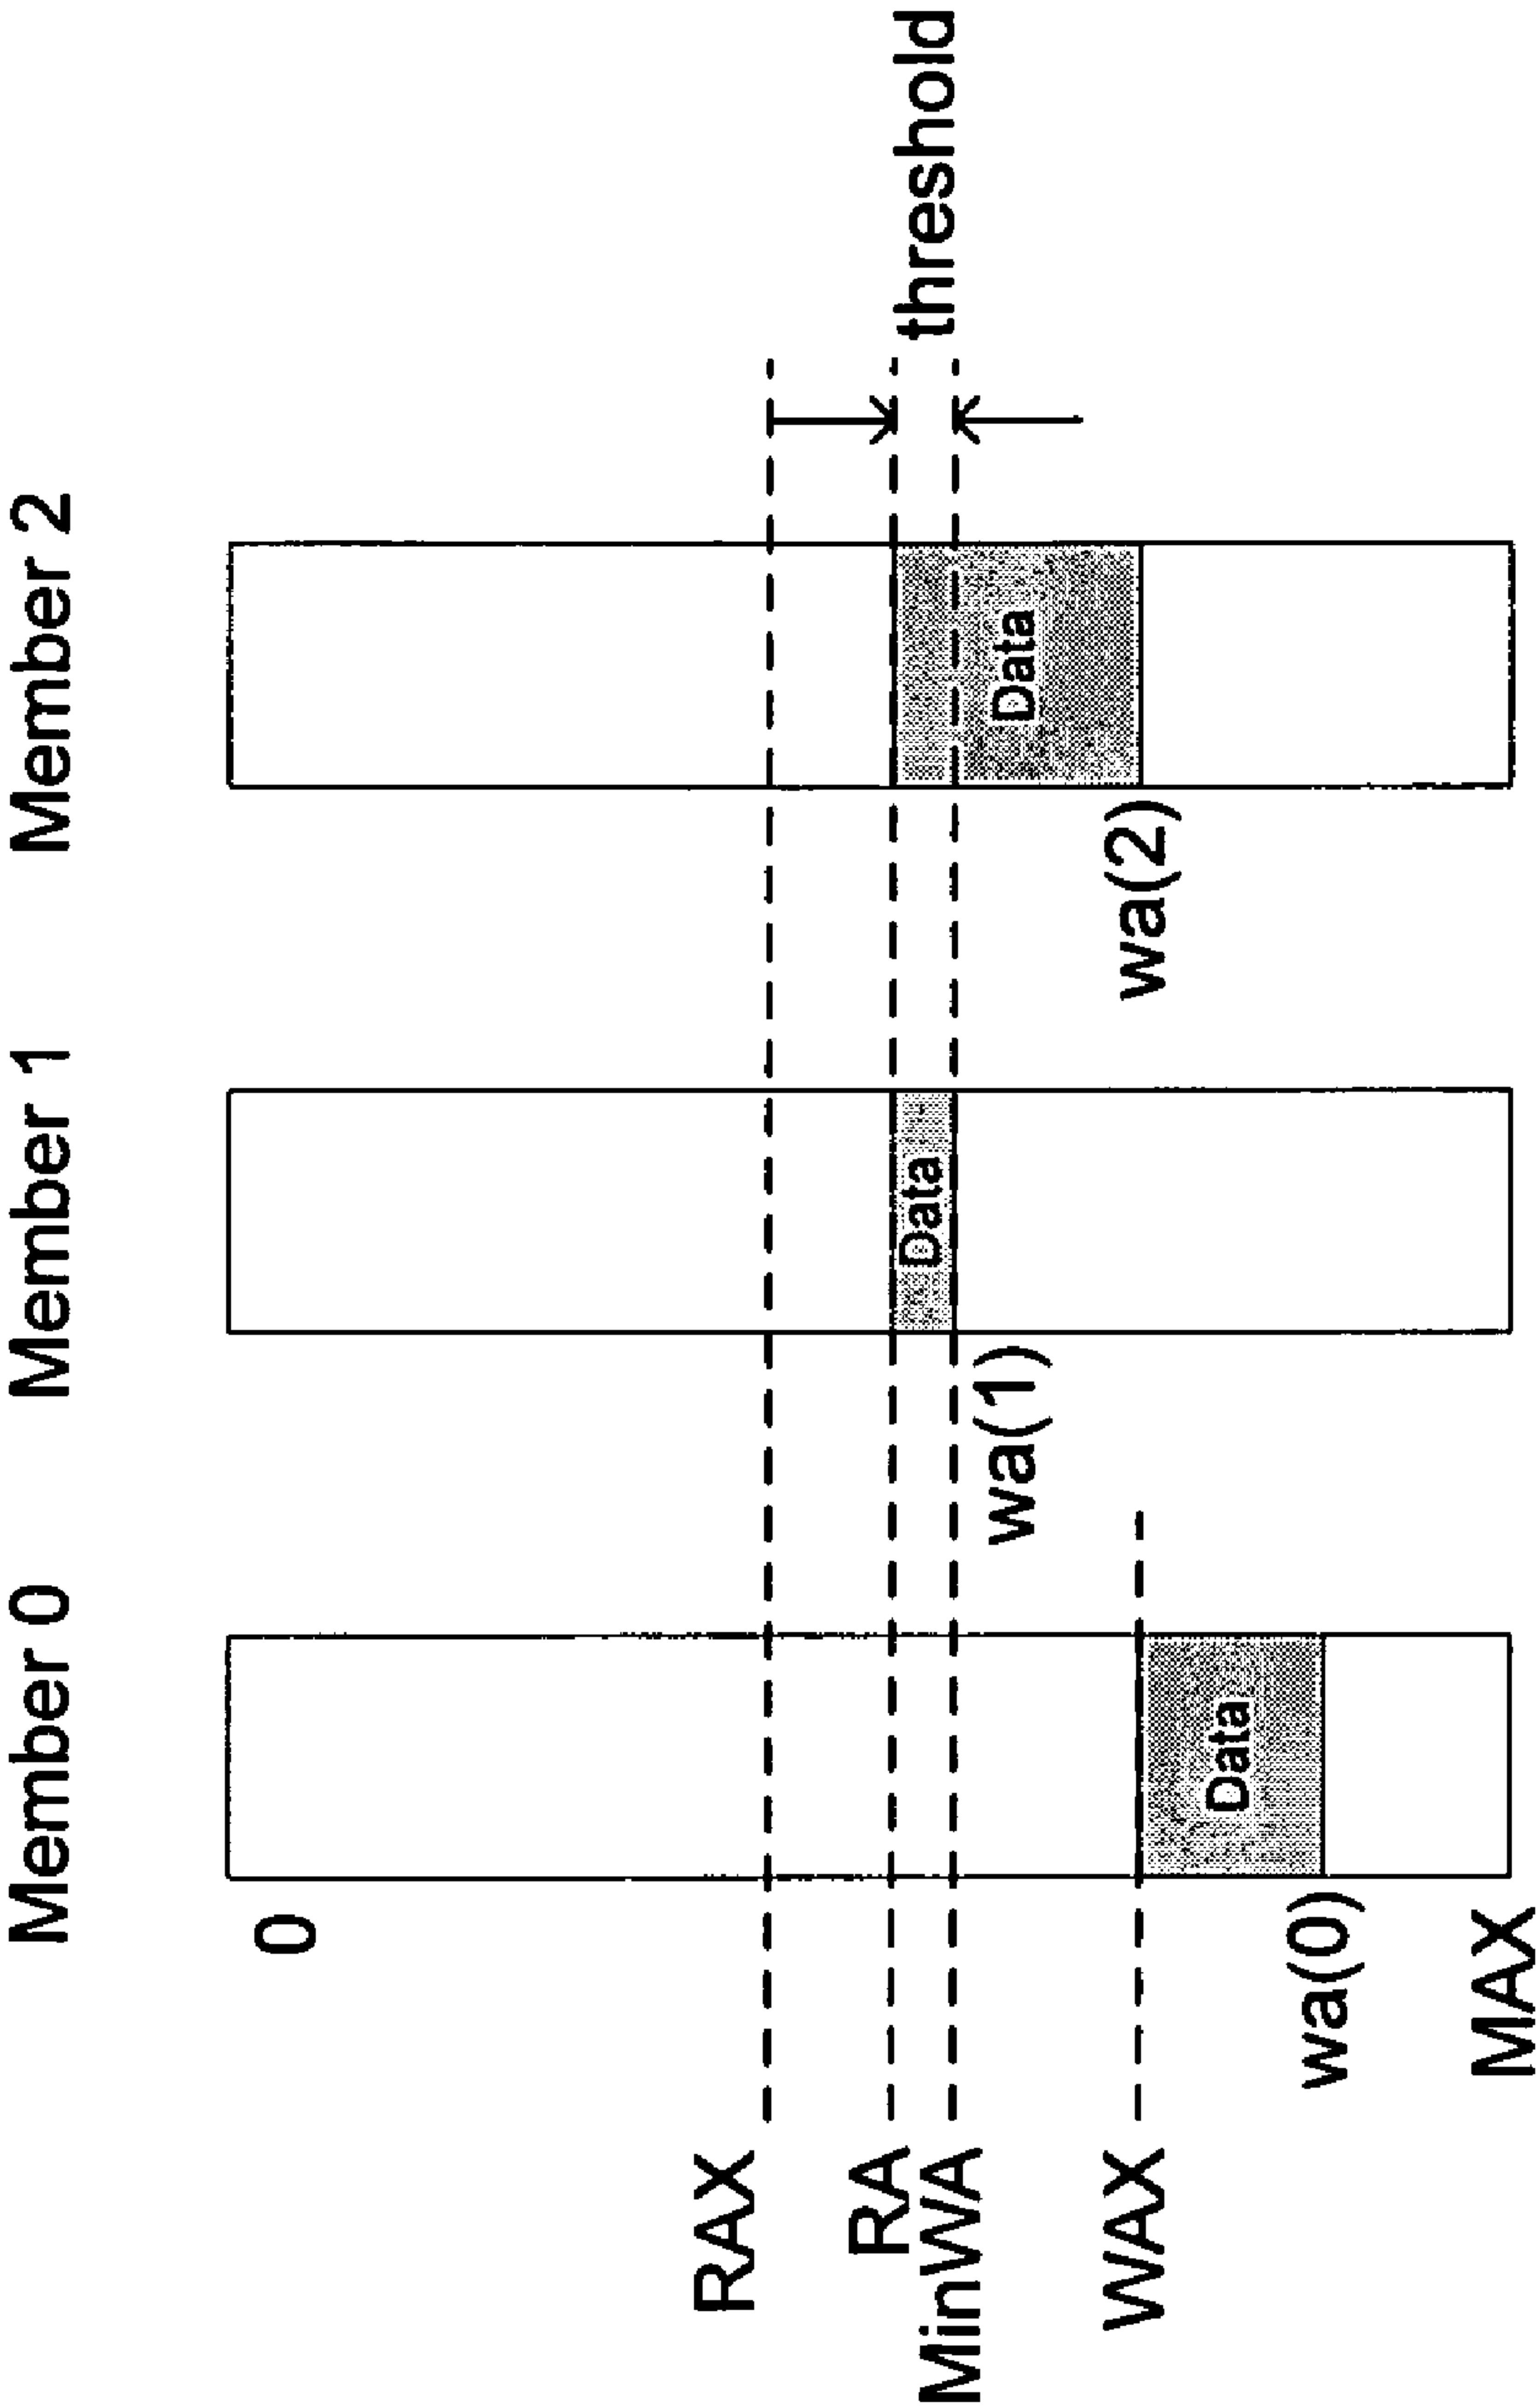 Member 0
Member 1
Member 2
0
RAX
RA
threshold
MinWA
Data
Data
wa(1)
Data
WAX
wa(2)
Data
wa(0)
MAX